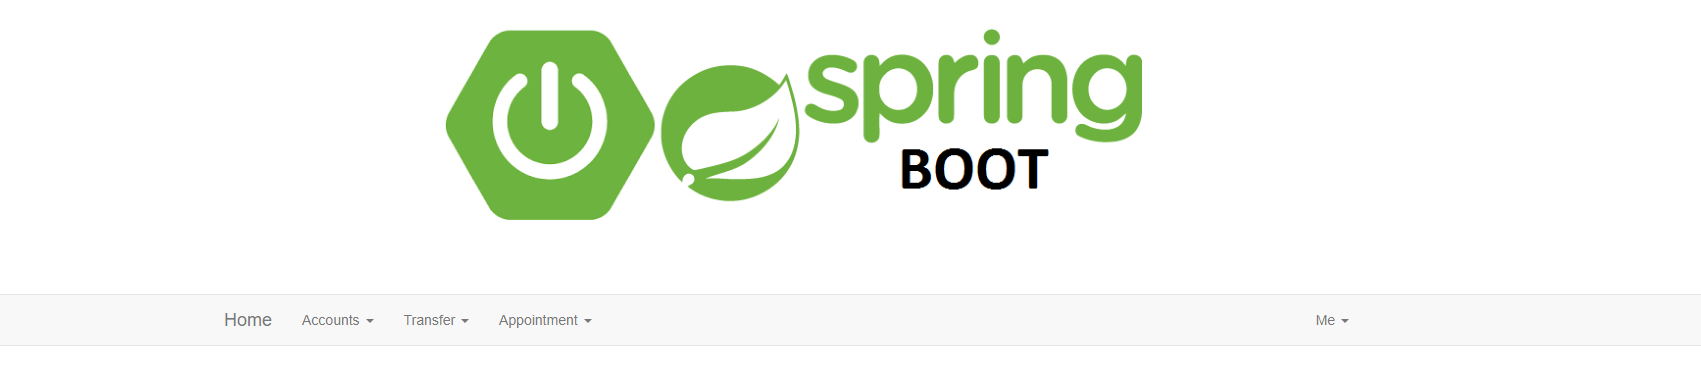 spring
BOOT
Home Accounts Transfer Appointment Me